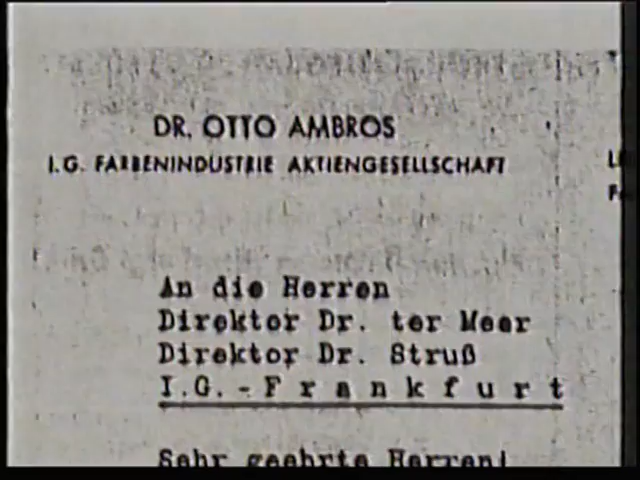 DR. OTTO AMBROS
I.G. FARBENINDUSTRIE AKTIENGESELLSCHAFT
An die Herren
Direktor Dr. ter Meer
Direktor Dr. Struß
I.G.-Frankfurt
Sehr geehrte Herren!